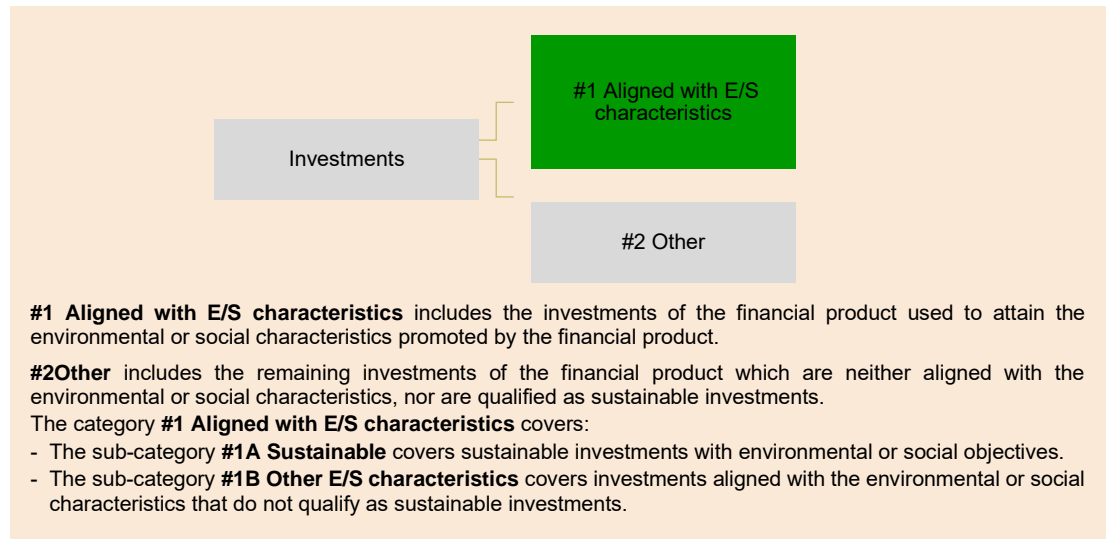 #1 Aligned with E/S
characteristics
Investments
#2 Other
#1 Aligned with E/S characteristics includes the investments of the financial product used to attain the
environmental or social characteristics promoted by the financial product.
#2Other includes the remaining investments of the financial product which are neither aligned with the
environmental or social characteristics, nor are qualified as sustainable investments.
The category #1 Aligned with E/S characteristics covers:
- The sub-category #1A Sustainable covers sustainable investments with environmental or social objectives.
- The sub-category #1B Other E/S characteristics covers investments aligned with the environmental or social
characteristics that do not qualify as sustainable investments.